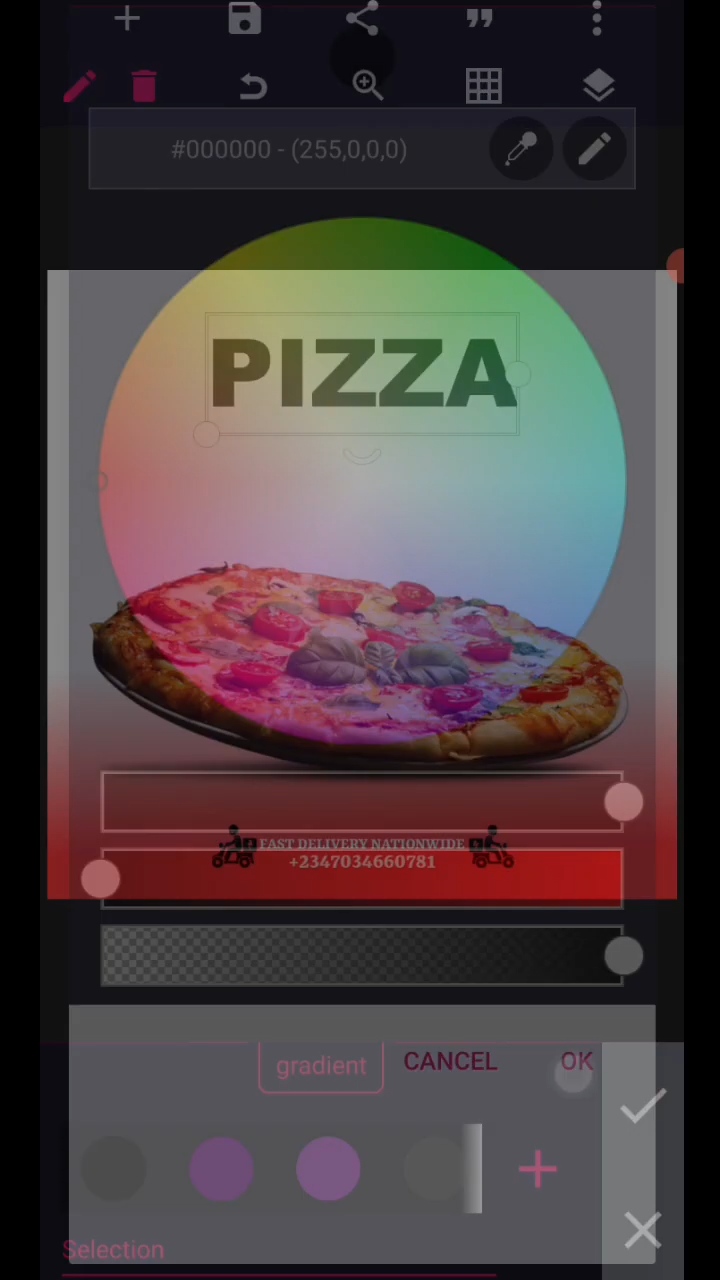 #000000 - (255,0,0,0)
PIZZA
FAST DELIVERY NATIONWIDE
+2347034660781
gradient
CANCEL
OK
Selection